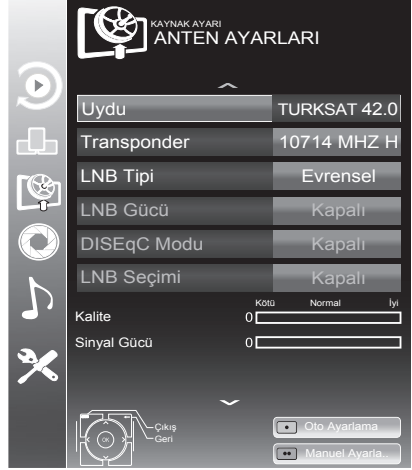 KAYNAK AYARI
ANTEN AYARLARI
Uydu TURKSAT 42.0
Transponder 10714 MHZ H
LNB Tipi Evrensel
LNB Gücü Kapalı
DISEqC Modu Kapalı
LNB Seçimi Kapalı
Kötü Normal İyi
Kalite 0
Sinyal Gücü 0
Çıkış
Geri
OK
Oto Ayarlama
Manuel Ayarla..